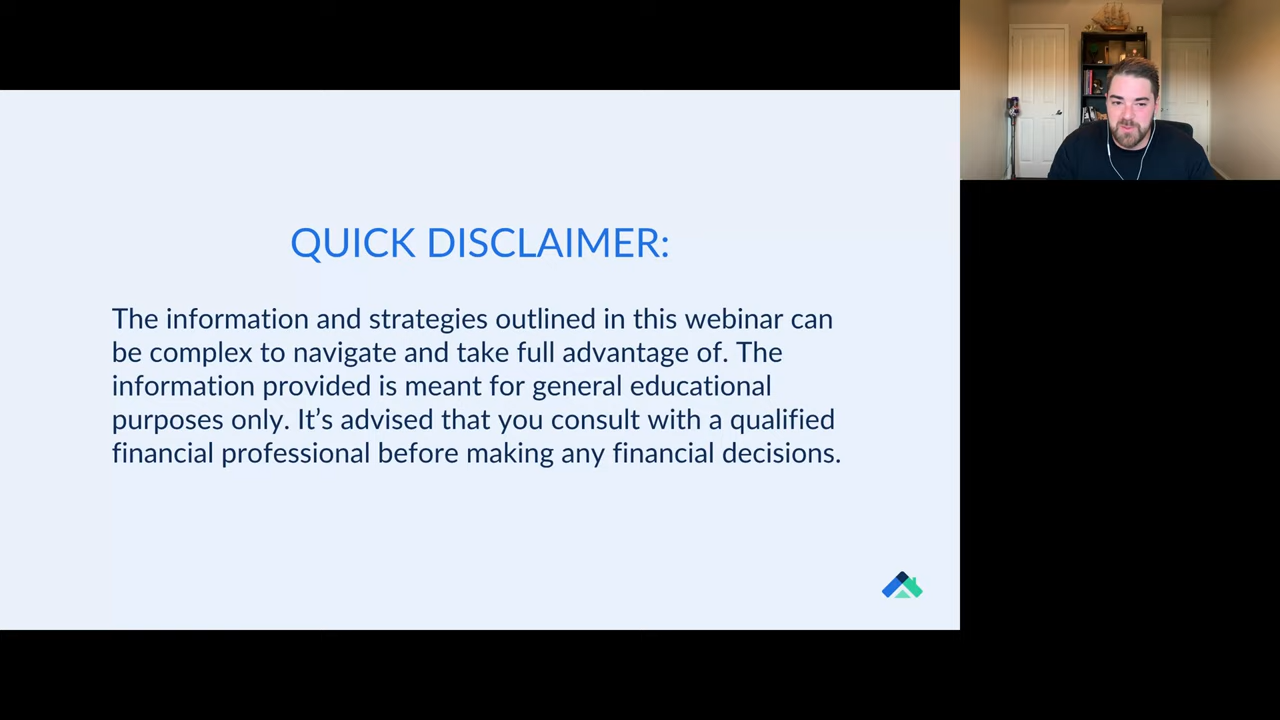 QUICK DISCLAIMER:
The information and strategies outlined in this webinar can
be complex to navigate and take full advantage of. The
information provided is meant for general educational
purposes only. It’s advised that you consult with a qualified
financial professional before making any financial decisions.